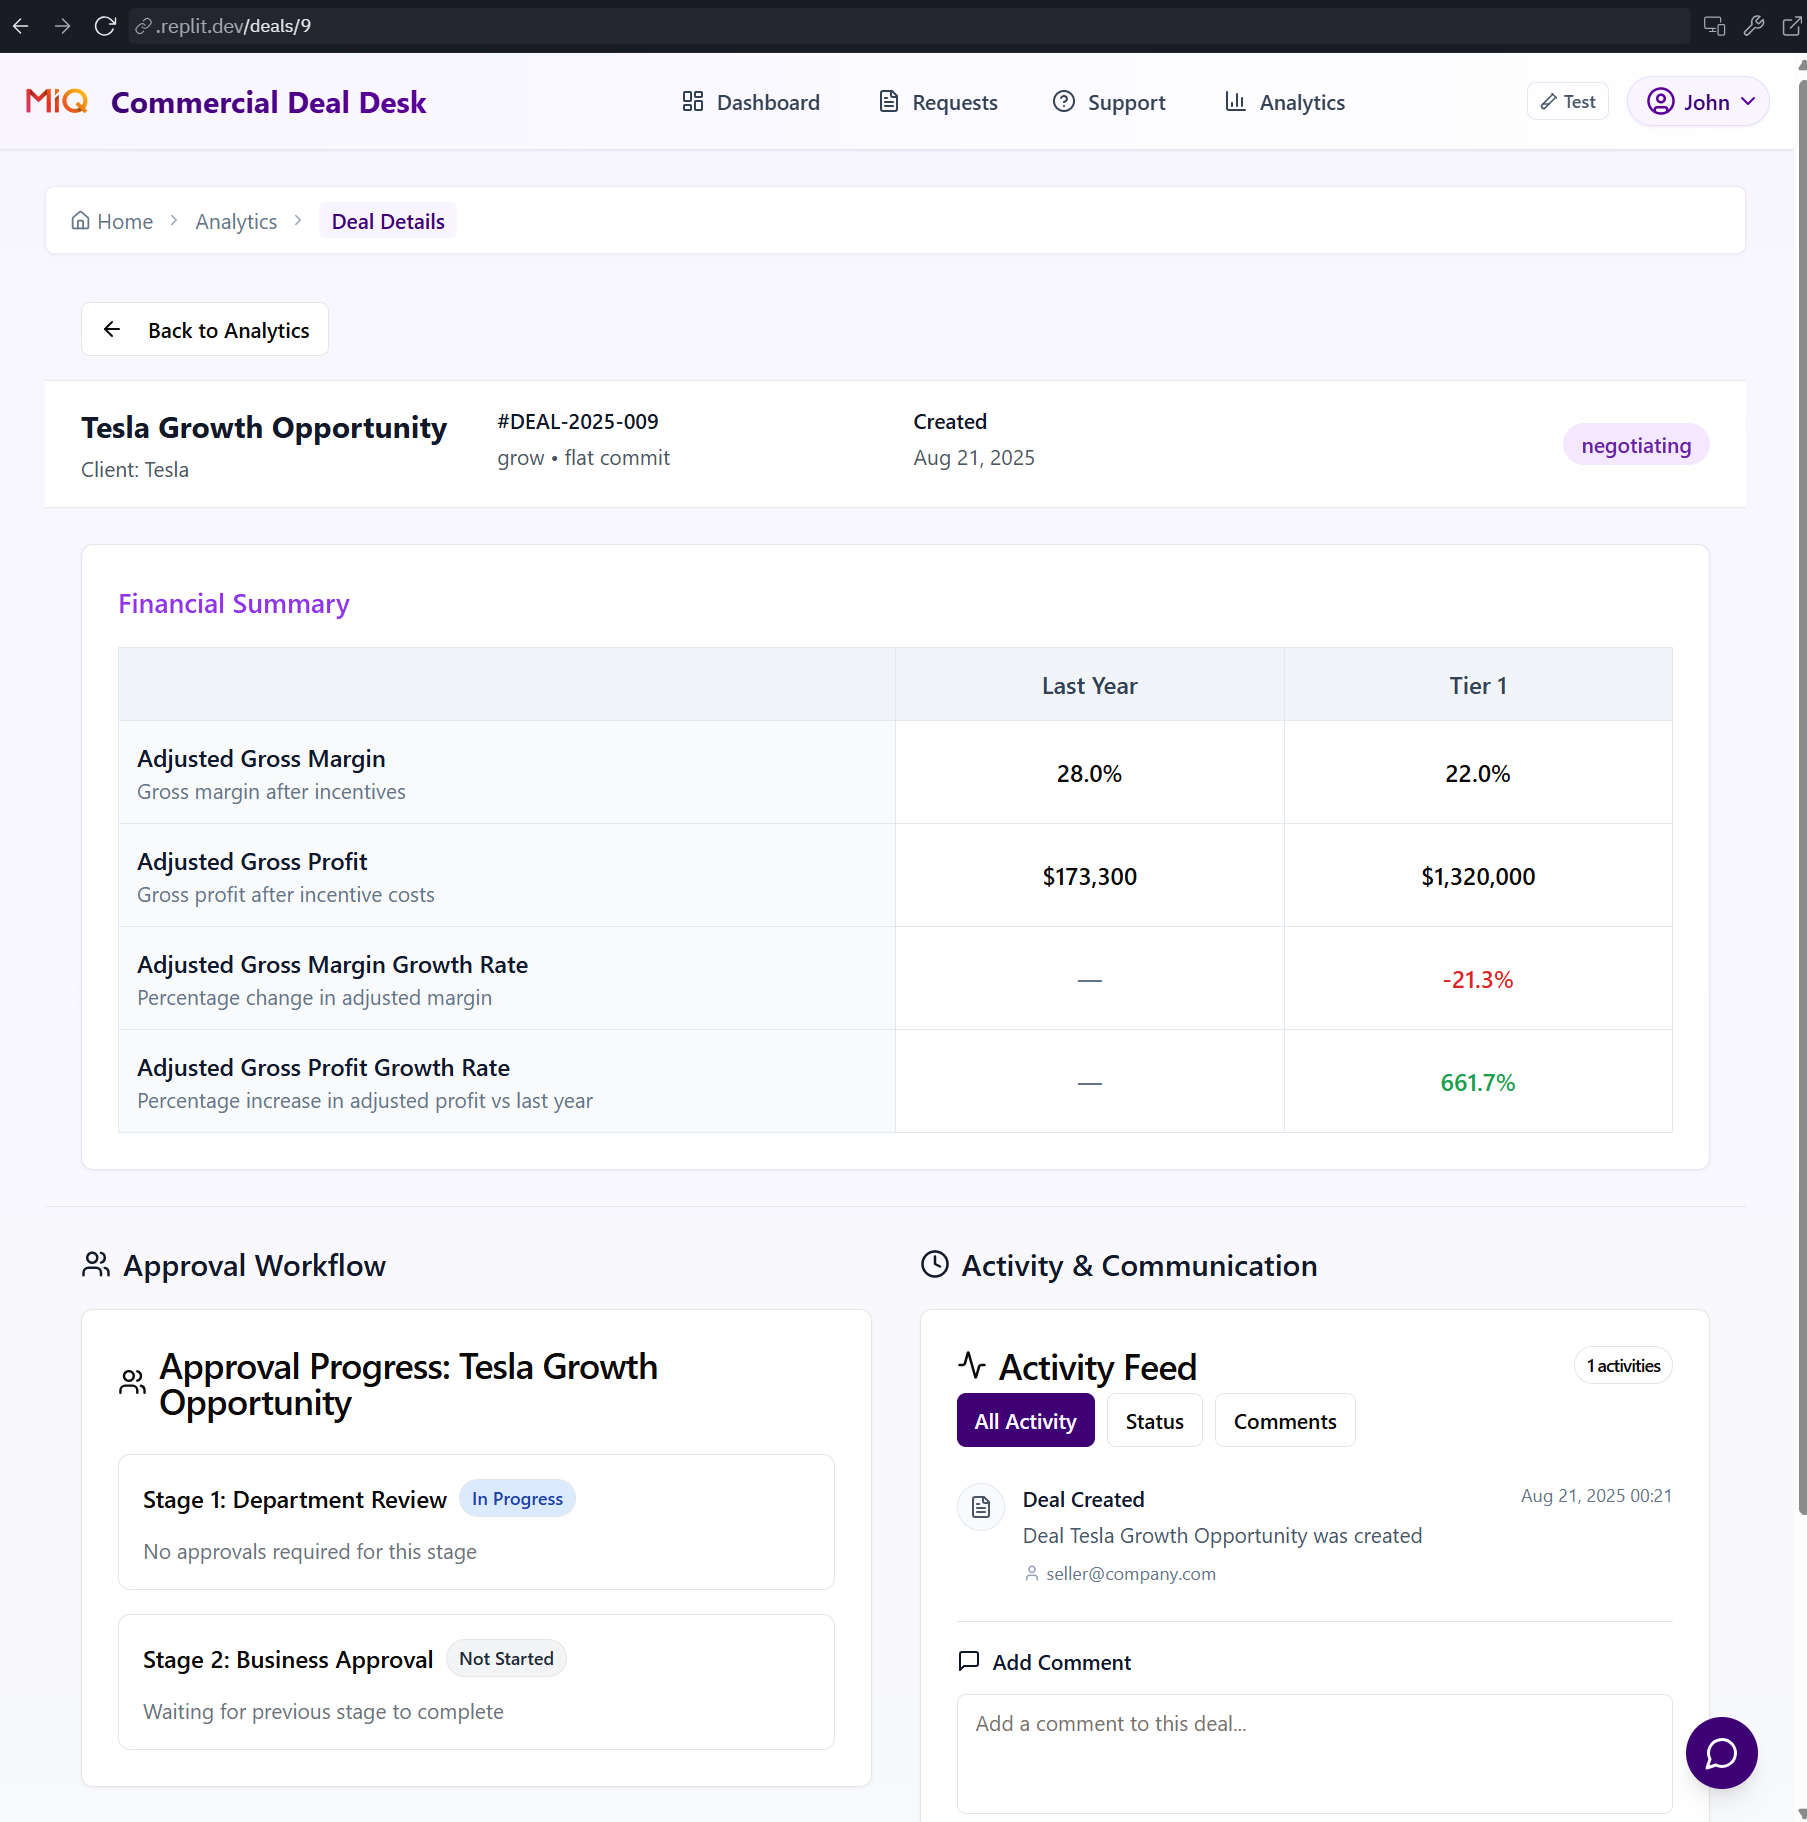 .replit.dev/deals/9
MiQ Commercial Deal Desk
Dashboard
Requests
Support
Analytics
Test
John
Home
Analytics
Deal Details
Back to Analytics
Tesla Growth Opportunity
Client: Tesla
#DEAL-2025-009
grow • flat commit
Created
Aug 21, 2025
negotiating
Financial Summary
Last Year
Tier 1
Adjusted Gross Margin
Gross margin after incentives
28.0%
22.0%
Adjusted Gross Profit
Gross profit after incentive costs
$173,300
$1,320,000
Adjusted Gross Margin Growth Rate
Percentage change in adjusted margin
—
-21.3%
Adjusted Gross Profit Growth Rate
Percentage increase in adjusted profit vs last year
—
661.7%
Approval Workflow
Approval Progress: Tesla Growth
Opportunity
Stage 1: Department Review
In Progress
No approvals required for this stage
Stage 2: Business Approval
Not Started
Waiting for previous stage to complete
Activity & Communication
Activity Feed
1 activities
All Activity
Status
Comments
Deal Created
Aug 21, 2025 00:21
Deal Tesla Growth Opportunity was created
seller@company.com
Add Comment
Add a comment to this deal...